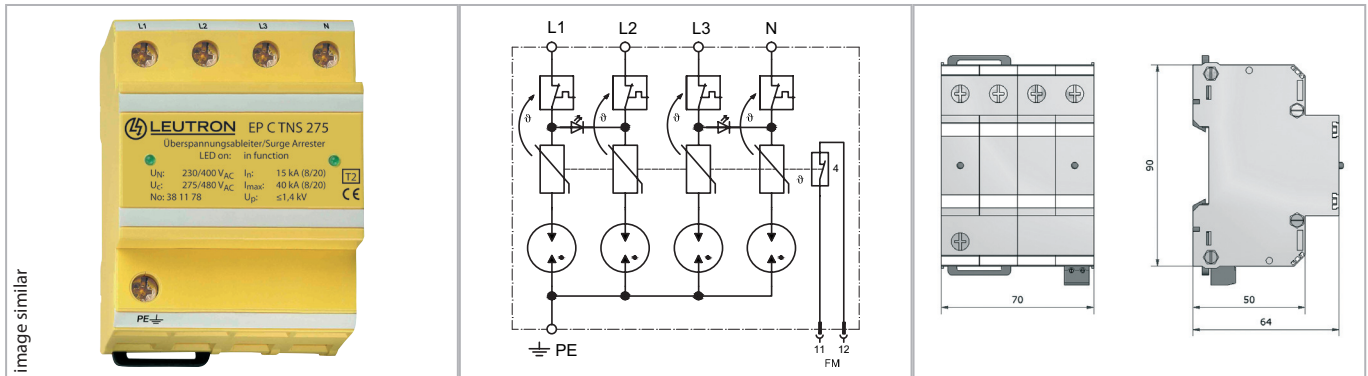 image similar
L1 L2 L3 N
LEUTRON EP C TNS 275
Überspannungsableiter/Surge Arrester
LED on: in function
UN: 230/400 VAC In: 15 kA (8/20)
Uc: 275/480 VAC Imax: 40 kA (8/20)
No: 38 11 78 Up: ≤1,4 kV
T2
CE
PE
L1 L2 L3 N
ϑ ϑ ϑ ϑ
ϑ 4
PE
11 12
FM
90
70
50
64